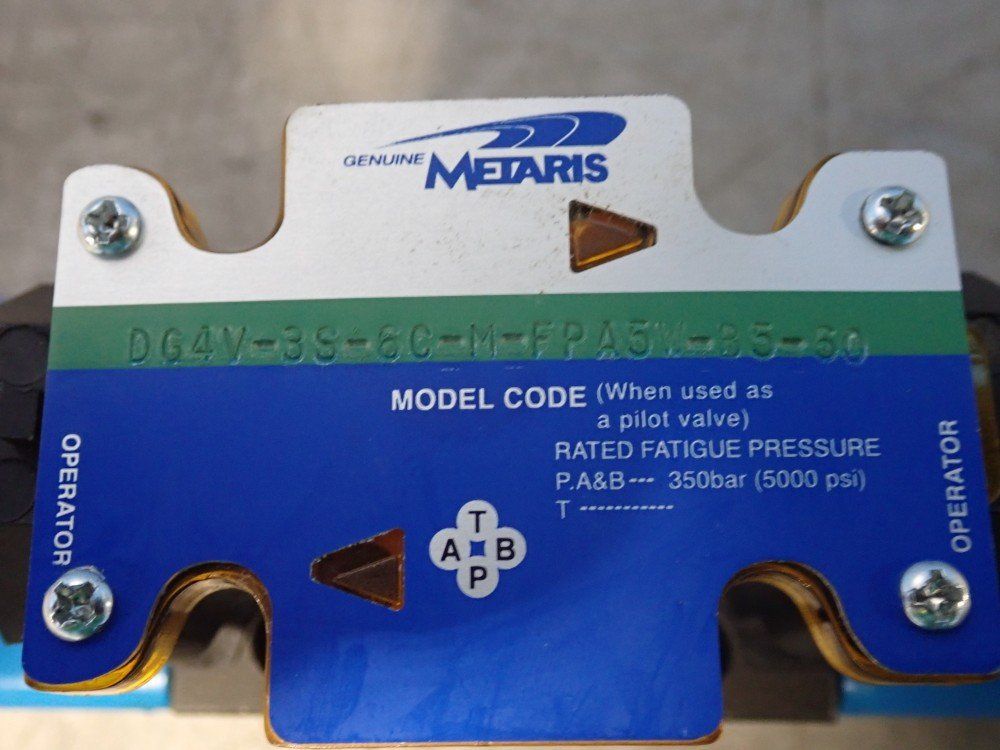 GENUINE METARIS
DG4V-3S-6C-M-FPA5W-B5-60
MODEL CODE (When used as
a pilot valve)
RATED FATIGUE PRESSURE
P.A&B--- 350bar (5000 psi)
T -----------
OPERATOR
OPERATOR
T
A B
P